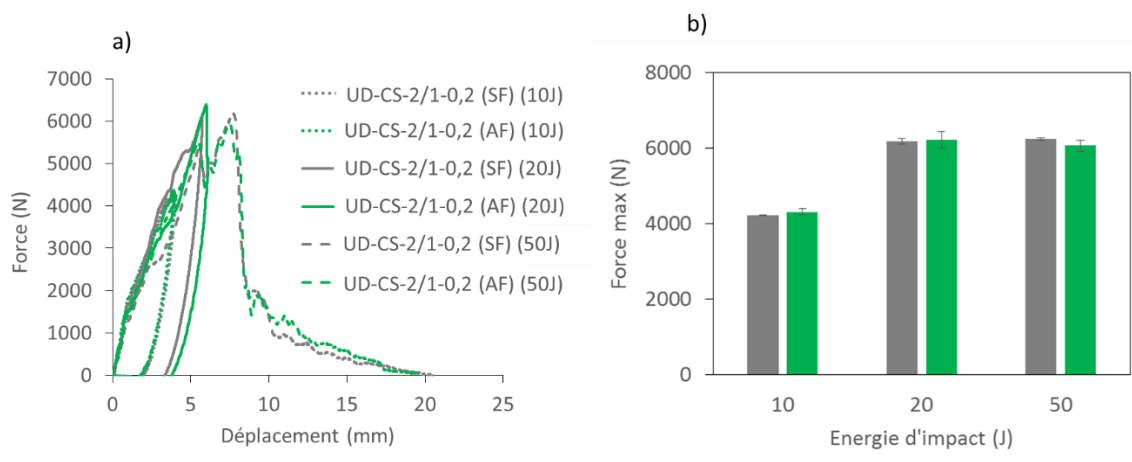 a)
7000
6000
5000
4000
3000
2000
1000
0
Force (N)
0 5 10 15 20 25
Déplacement (mm)
UD-CS-2/1-0,2 (SF) (10J)
UD-CS-2/1-0,2 (AF) (10J)
UD-CS-2/1-0,2 (SF) (20J)
UD-CS-2/1-0,2 (AF) (20J)
UD-CS-2/1-0,2 (SF) (50J)
UD-CS-2/1-0,2 (AF) (50J)
b)
8000
6000
4000
2000
0
Force max (N)
10 20 50
Energie d'impact (J)